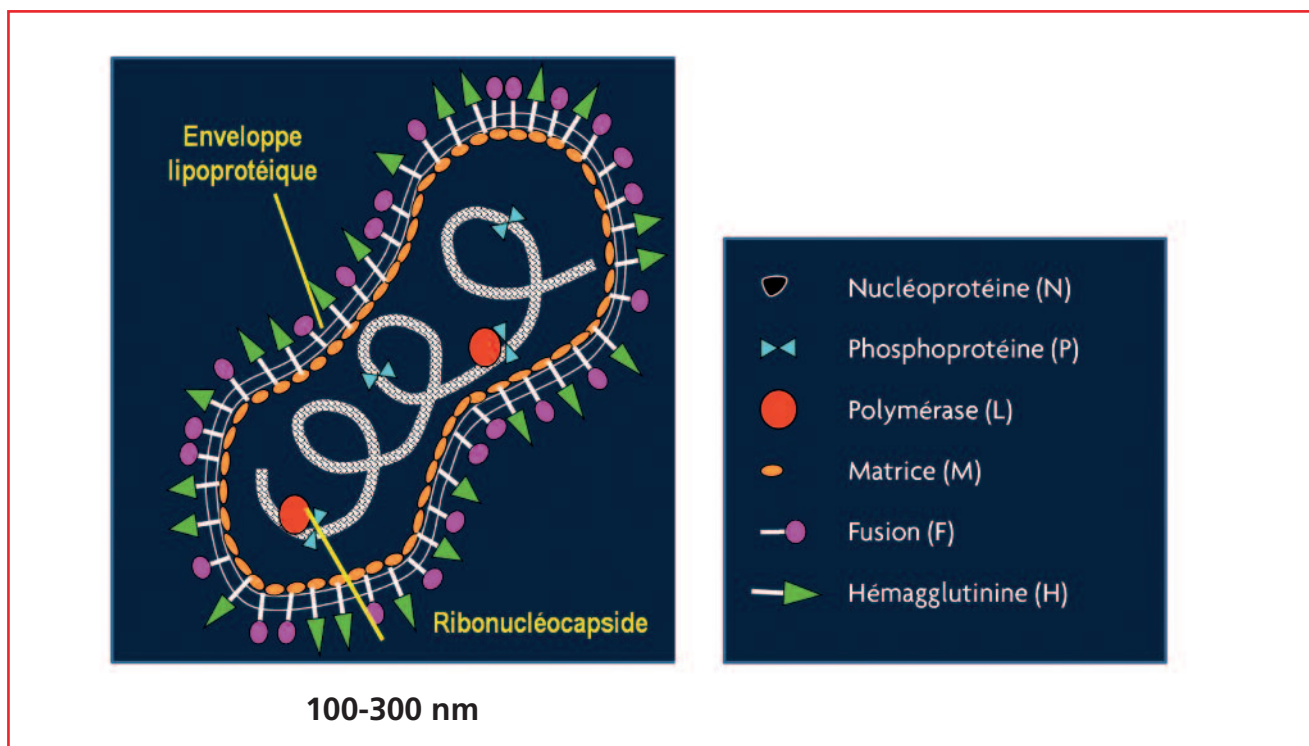 Enveloppe
lipoprotéique
Ribonucléocapside
100-300 nm
Nucléoprotéine (N)
Phosphoprotéine (P)
Polymérase (L)
Matrice (M)
Fusion (F)
Hémagglutinine (H)